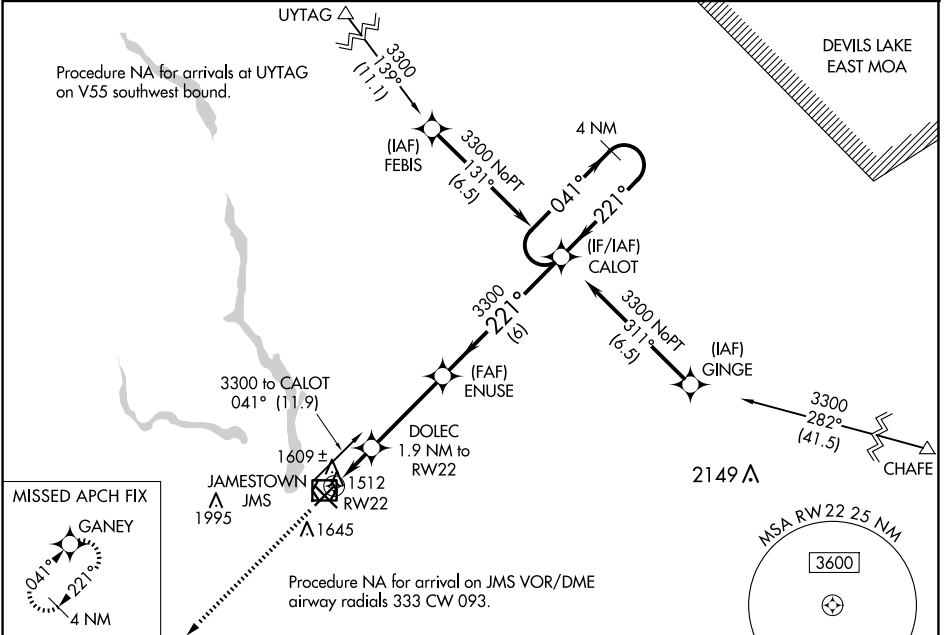 UYTAG
3300
139°
(11.1)
Procedure NA for arrivals at UYTAG
on V55 southwest bound.
DEVILS LAKE
EAST MOA
(IAF)
FEBIS
3300 NoPT
131°
(6.5)
4 NM
041°
221°
(IF/IAF)
CALOT
3300
221°
(6)
3300 NoPT
311°
(6.5)
(IAF)
GINGE
(FAF)
ENUSE
3300 to CALOT
041° (11.9)
3300
282°
(41.5)
CHAFE
DOLEC
1.9 NM to
RW22
1609 ±
JAMESTOWN
JMS
1512
RW22
1995
1645
2149
MISSED APCH FIX
GANEY
041°
221°
4 NM
Procedure NA for arrival on JMS VOR/DME
airway radials 333 CW 093.
MSA RW22 25 NM
3600